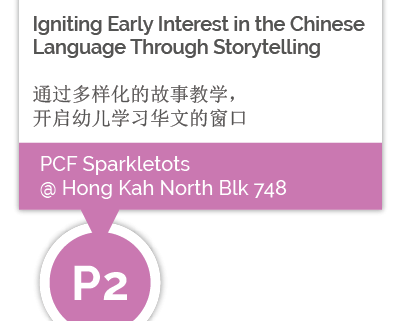 Igniting Early Interest in the Chinese
Language Through Storytelling
通过多样化的故事教学，
开启幼儿学习华文的窗口
PCF Sparkletots
@ Hong Kah North Blk 748
P2